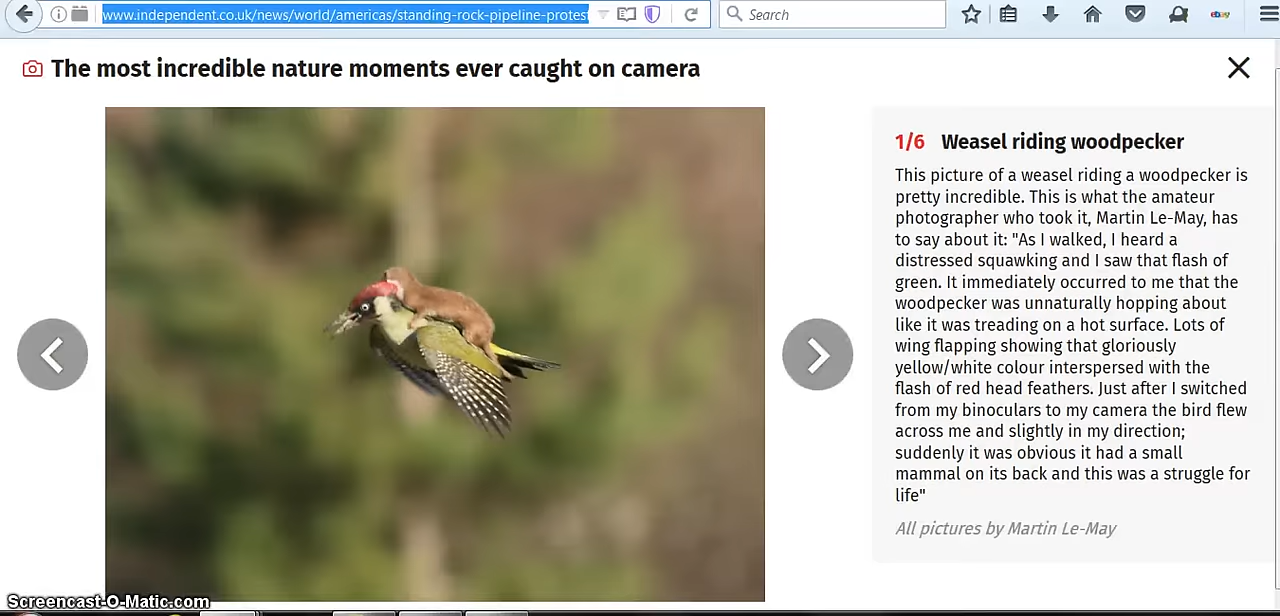 www.independent.co.uk/news/world/americas/standing-rock-pipeline-protest
Search
ebay
The most incredible nature moments ever caught on camera
1/6 Weasel riding woodpecker
This picture of a weasel riding a woodpecker is
pretty incredible. This is what the amateur
photographer who took it, Martin Le-May, has
to say about it: "As I walked, I heard a
distressed squawking and I saw that flash of
green. It immediately occurred to me that the
woodpecker was unnaturally hopping about
like it was treading on a hot surface. Lots of
wing flapping showing that gloriously
yellow/white colour interspersed with the
flash of red head feathers. Just after I switched
from my binoculars to my camera the bird flew
across me and slightly in my direction;
suddenly it was obvious it had a small
mammal on its back and this was a struggle for
life"
All pictures by Martin Le-May
Screencast-O-Matic.com